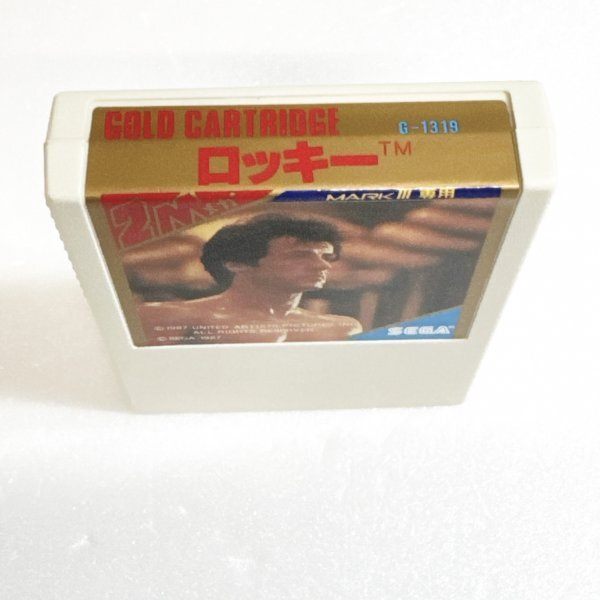 GOLD CARTRIDGE
G-1319
ロッキー™
2M
MARK III 専用
© 1987 UNITED ARTISTS PICTURES, INC.
ALL RIGHTS RESERVED
© SEGA 1987
SEGA